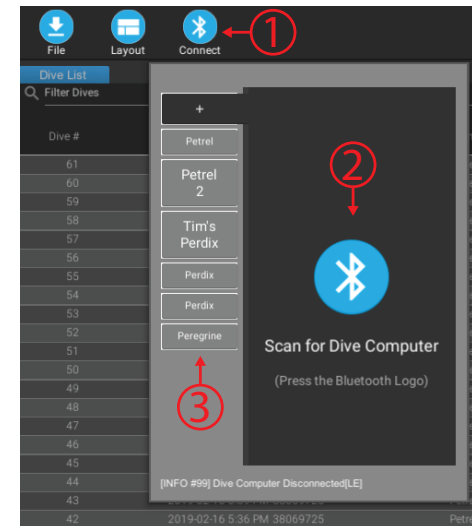 File
Layout
Connect
1
Dive List
Filter Dives
+
Dive #
Petrel
61
Petrel
2
2
60
59
Tim's
Perdix
58
57
56
55
Perdix
54
53
Perdix
52
Peregrine
51
Scan for Dive Computer
50
(Press the Bluetooth Logo)
49
3
48
47
46
45
44
[INFO #99] Dive Computer Disconnected[LE]
43
42
2019-02-16 5:36 PM 38069725